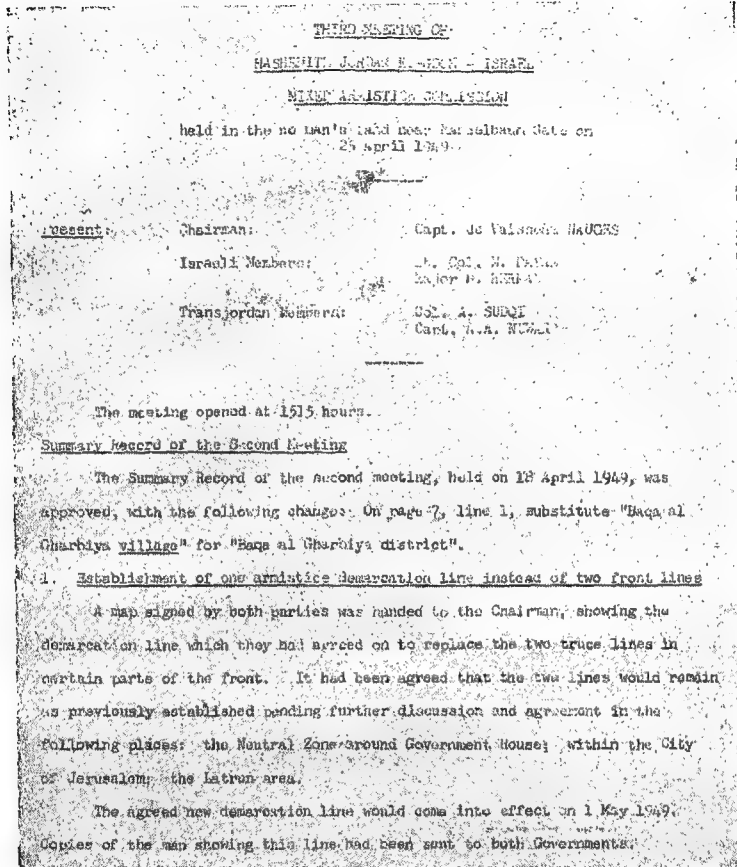 THIRD MEETING OF
HASHEMITE JORDAN KINGDOM - ISRAEL
MIXED ARMISTICE COMMISSION
held in the no man's land near Mandelbaum Gate on
25 April 1949
Present: Chairman: Capt. de
Israeli Members: Lt. Col.
Major H.
Transjordan Members: COL. A. SUDQI
Capt.
The meeting opened at 1515 hours.
Summary Record of the Second Meeting
The Summary Record of the second meeting, held on 18 April 1949, was
approved, with the following change: On page 7, line 1, substitute "Baqa al
Gharbiya village" for "Baqa al Gharbiya district".
1. Establishment of one armistice demarcation line instead of two front lines
A map signed by both parties was handed to the Chairman, showing the
demarcation line which they had agreed on to replace the two truce lines in
certain parts of the front. It had been agreed that the two lines would remain
as previously established pending further discussion and agreement in the
following places: the Neutral Zone around Government House; within the City
of Jerusalem; the Latrun area.
The agreed new demarcation line would come into effect on 1 May 1949.
Copies of the map showing this line had been sent to both Governments.